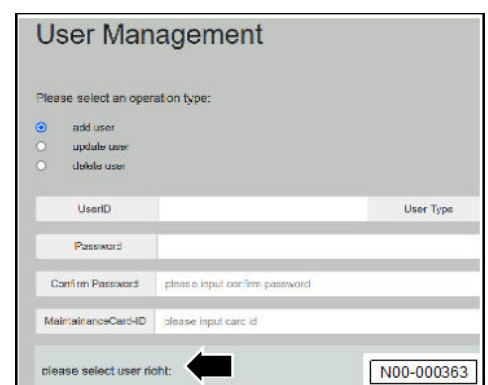 User Management
Please select an operation type:
add user
update user
delete user
UserID
User Type
Password
Confirm Password please input confirm password
MaintainanceCard-ID please input card id
please select user right:
N00-000363